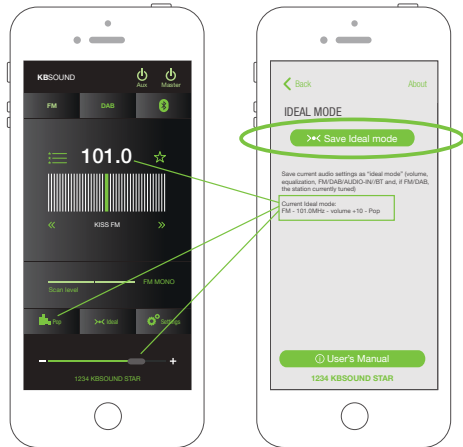 KBSOUND
Aux Master
FM DAB
101.0
KISS FM
Scan level FM MONO
Pop Ideal Settings
- +
1234 KBSOUND STAR
Back About
IDEAL MODE
Save Ideal mode
Save current audio settings as "ideal mode" (volume,
equalization, FM/DAB/AUDIO-IN//BT and, if FM/DAB,
the station currently tuned)
Current Ideal mode:
FM - 101.0MHz - volume +10 - Pop
User's Manual
1234 KBSOUND STAR